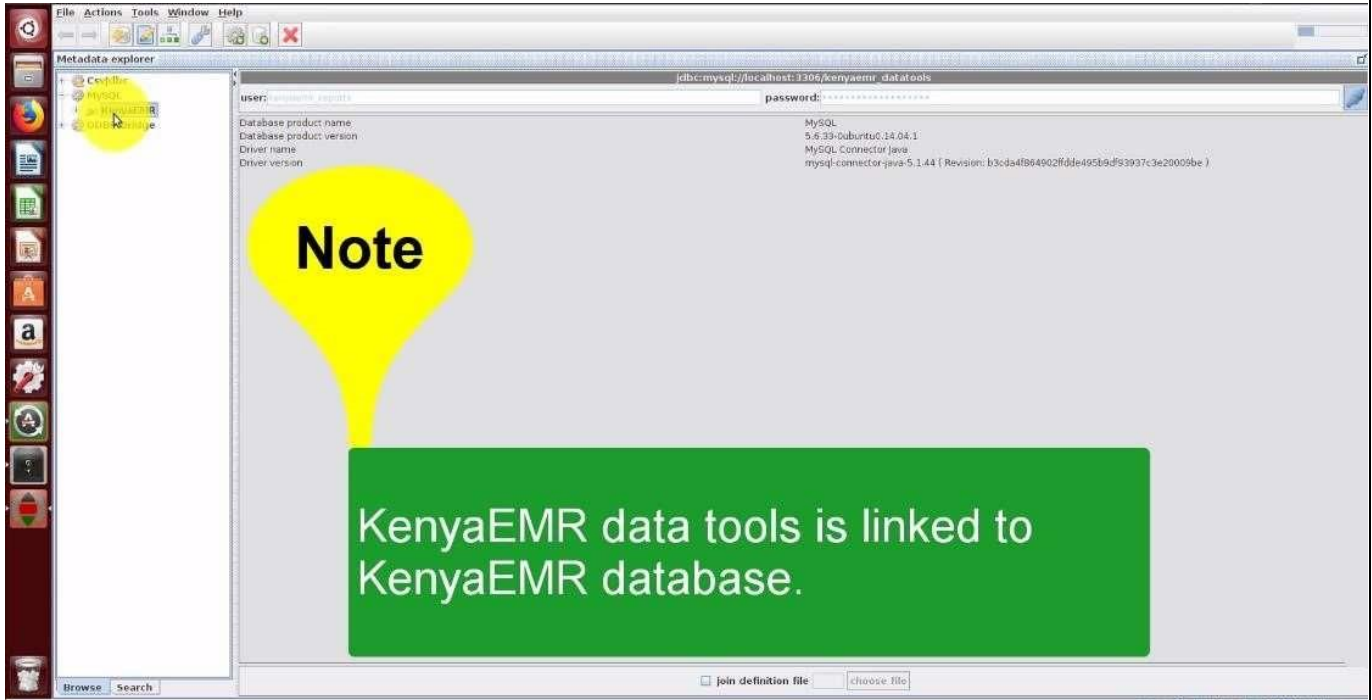 File Actions Tools Window Help
Metadata explorer
MySQL
KenyaEMR
jdbc:mysql://localhost:3306/kenyaemr_datatools
user: kenyaemr_reports password: ******************
Database product name MySQL
Database product version 5.6.33-0ubuntu0.14.04.1
Driver name MySQL Connector Java
Driver version mysql-connector-java-5.1.44 ( Revision: b3cda4f864902ffdde495b9df93937c3e20009be )
Note
KenyaEMR data tools is linked to
KenyaEMR database.
join definition file choose file
Browse Search